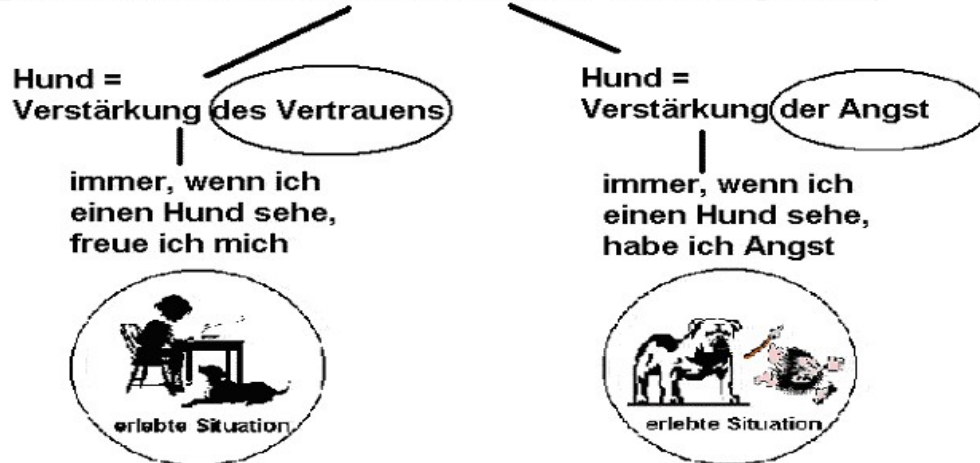 Hund =
Verstärkung des Vertrauens
immer, wenn ich
einen Hund sehe,
freue ich mich
erlebte Situation
Hund =
Verstärkung der Angst
immer, wenn ich
einen Hund sehe,
habe ich Angst
erlebte Situation